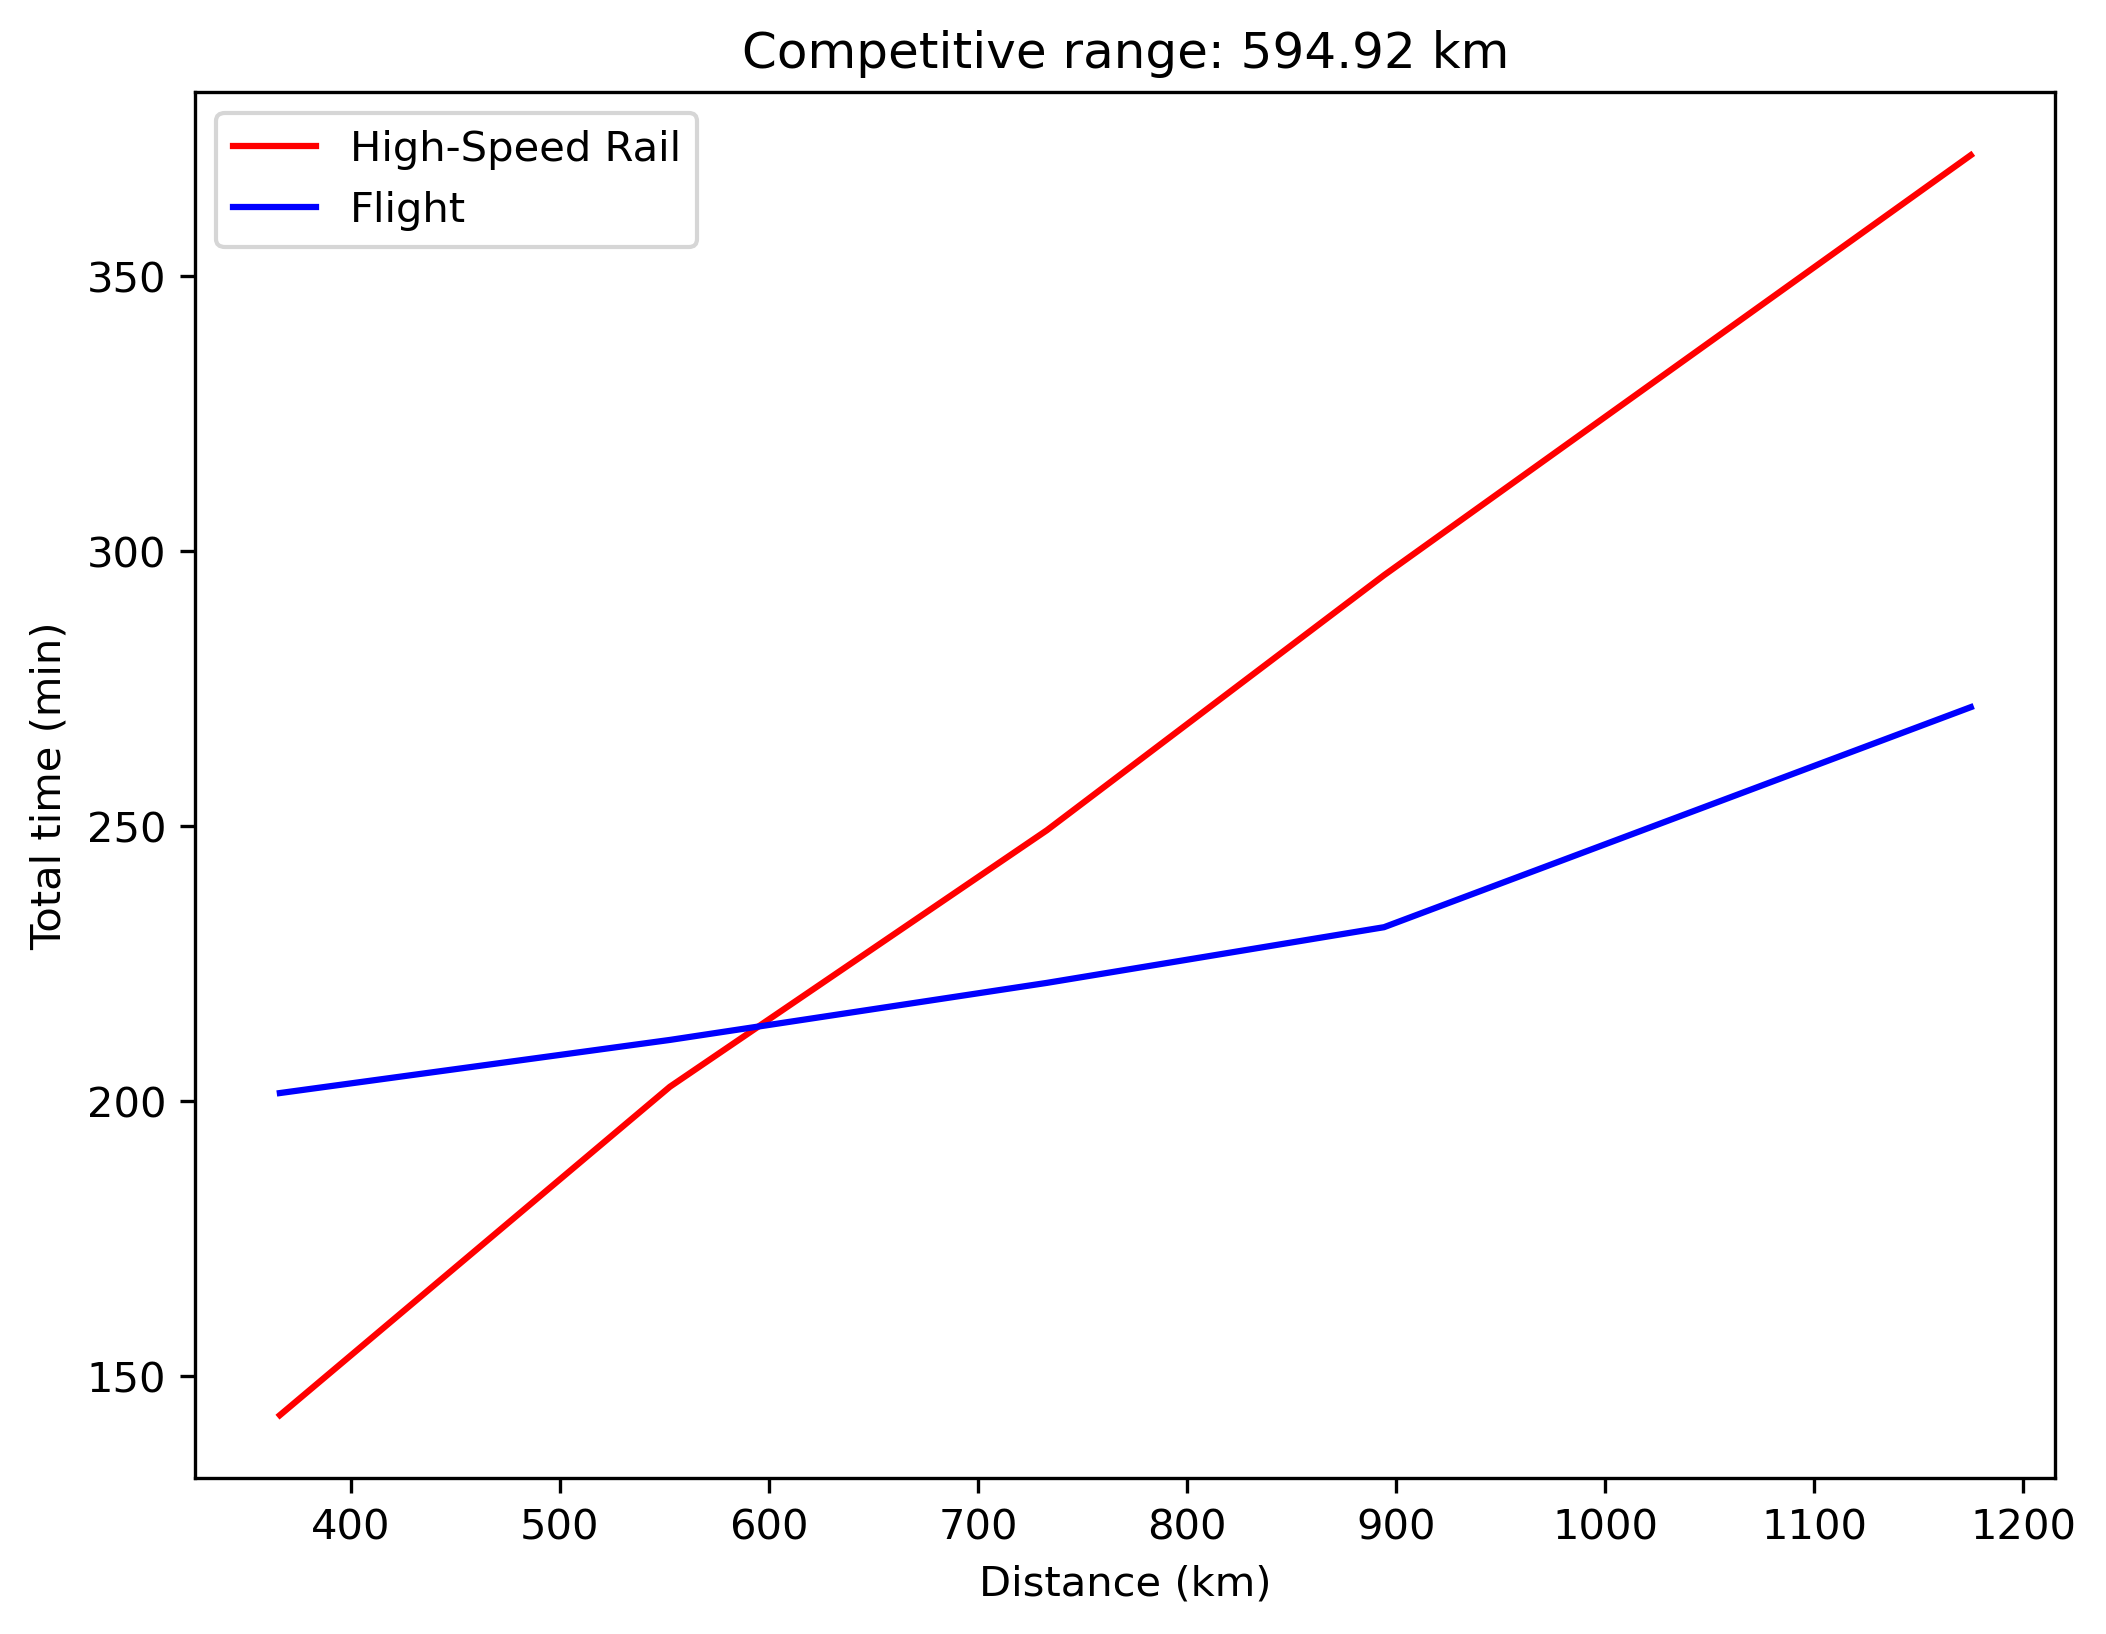 Competitive range: 594.92 km
High-Speed Rail
Flight
Total time (min)
350
300
250
200
150
400 500 600 700 800 900 1000 1100 1200
Distance (km)